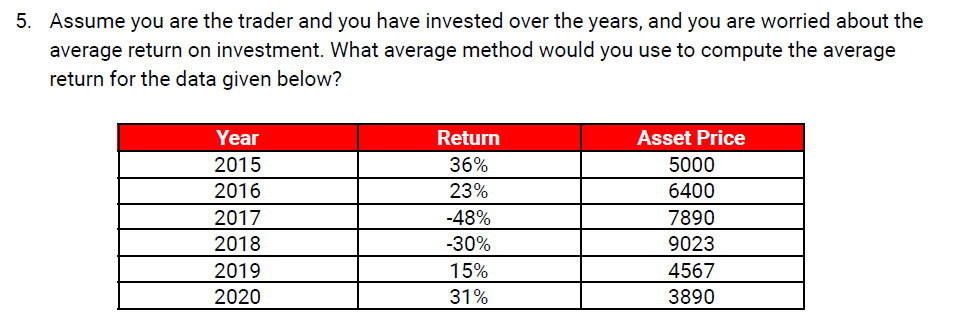 5. Assume you are the trader and you have invested over the years, and you are worried about the
average return on investment. What average method would you use to compute the average
return for the data given below?
Year Return Asset Price
2015 36% 5000
2016 23% 6400
2017 -48% 7890
2018 -30% 9023
2019 15% 4567
2020 31% 3890